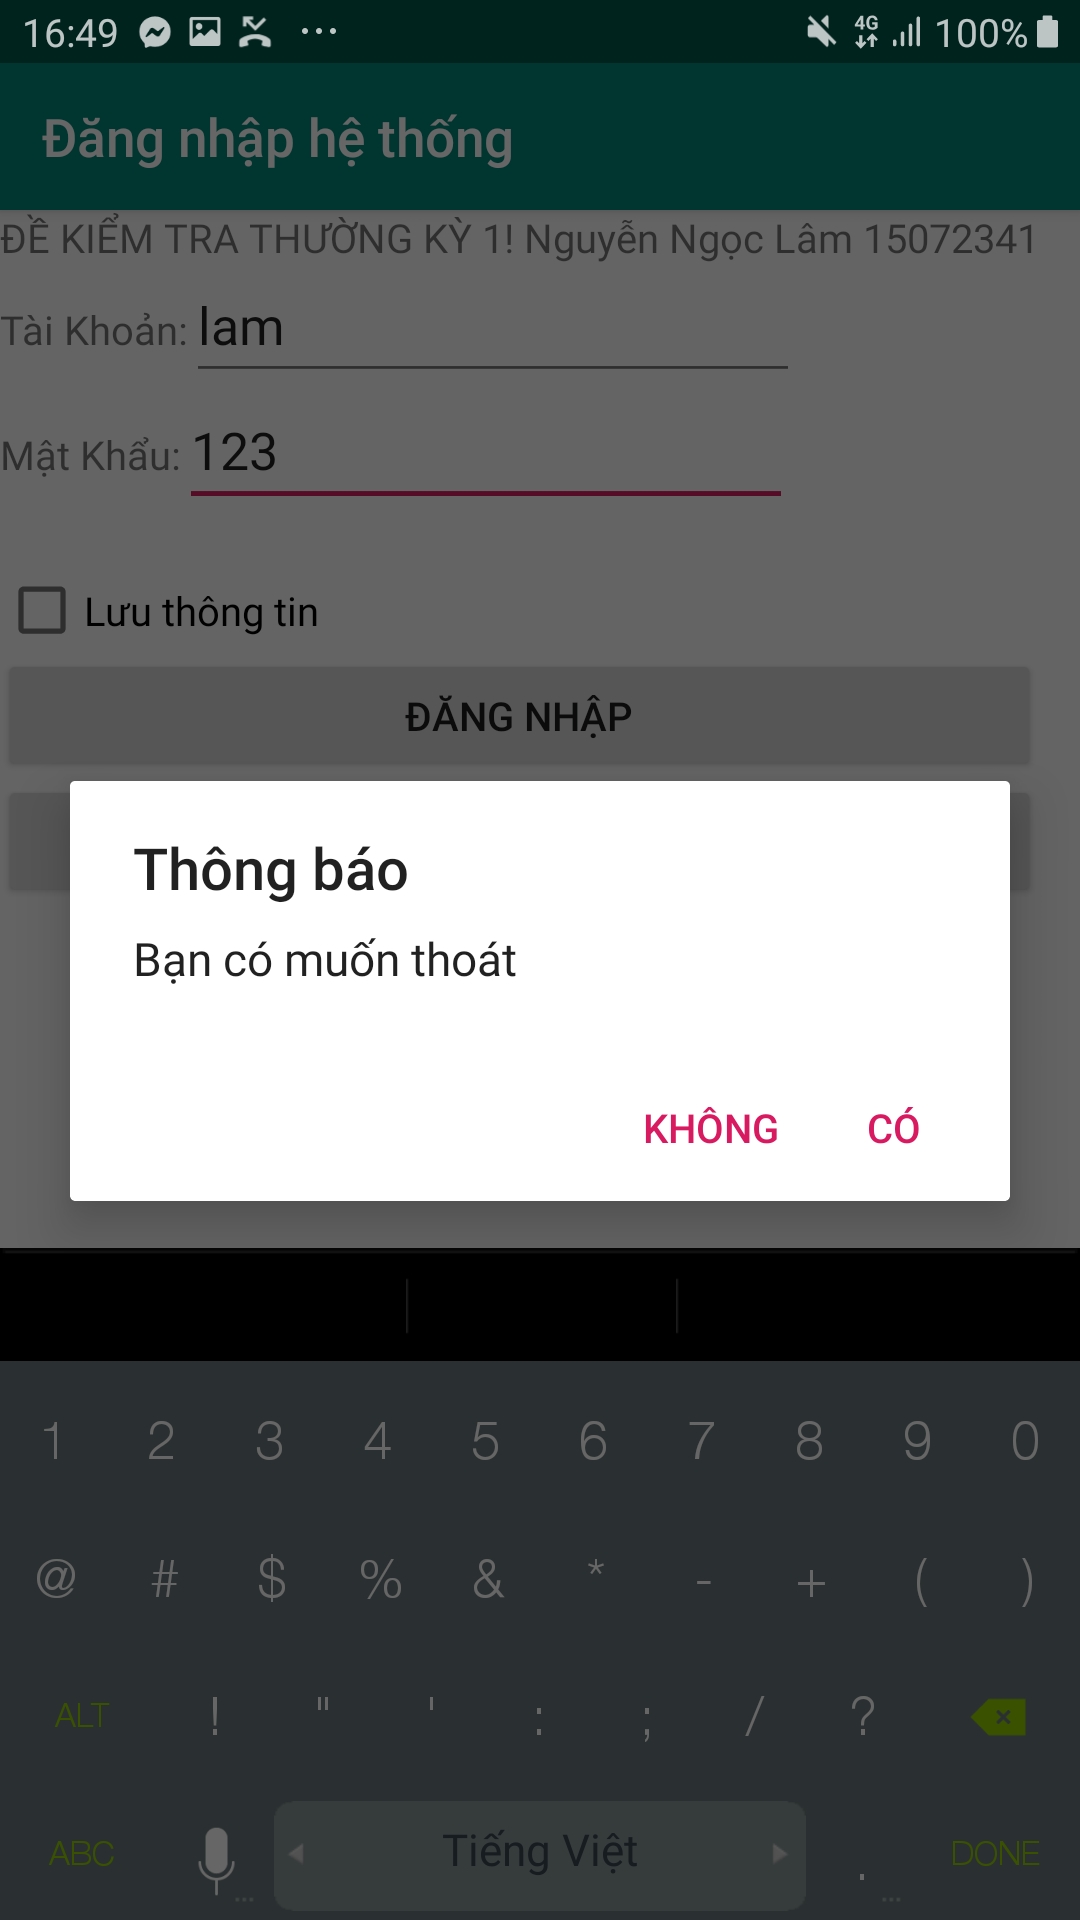 16:49 4G 100%
Đăng nhập hệ thống
ĐỀ KIỂM TRA THƯỜNG KỲ 1! Nguyễn Ngọc Lâm 15072341
Tài Khoản: lam
Mật Khẩu: 123
Lưu thông tin
ĐĂNG NHẬP
Thông báo
Bạn có muốn thoát
KHÔNG CÓ
1 2 3 4 5 6 7 8 9 0
@ # $ % & * - + ( )
ALT ! " ' : ; / ?
ABC Tiếng Việt . DONE